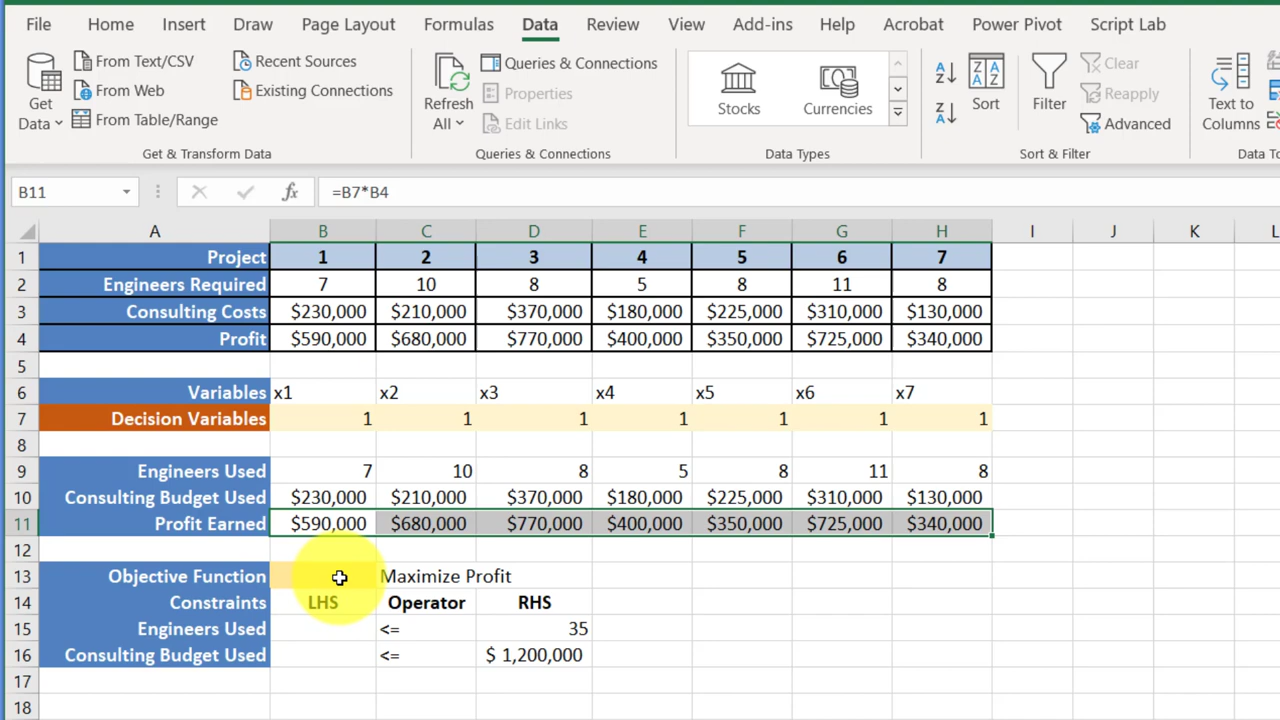 File Home Insert Draw Page Layout Formulas Data Review View Add-ins Help Acrobat Power Pivot Script Lab
Get Data
From Text/CSV
From Web
From Table/Range
Recent Sources
Existing Connections
Get & Transform Data
Refresh All
Queries & Connections
Properties
Edit Links
Queries & Connections
Stocks
Currencies
Data Types
Sort
Filter
Clear
Reapply
Advanced
Sort & Filter
Text to Columns
B11 fx =B7*B4
A B C D E F G H I J K
1 Project 1 2 3 4 5 6 7
2 Engineers Required 7 10 8 5 8 11 8
3 Consulting Costs $230,000 $210,000 $370,000 $180,000 $225,000 $310,000 $130,000
4 Profit $590,000 $680,000 $770,000 $400,000 $350,000 $725,000 $340,000
5
6 Variables x1 x2 x3 x4 x5 x6 x7
7 Decision Variables 1 1 1 1 1 1 1
8
9 Engineers Used 7 10 8 5 8 11 8
10 Consulting Budget Used $230,000 $210,000 $370,000 $180,000 $225,000 $310,000 $130,000
11 Profit Earned $590,000 $680,000 $770,000 $400,000 $350,000 $725,000 $340,000
12
13 Objective Function Maximize Profit
14 Constraints LHS Operator RHS
15 Engineers Used <= 35
16 Consulting Budget Used <= $ 1,200,000
17
18